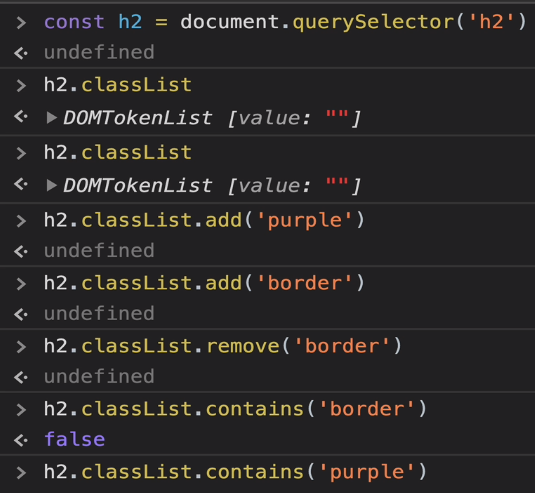 const h2 = document.querySelector('h2')
undefined
h2.classList
DOMTokenList [value: ""]
h2.classList
DOMTokenList [value: ""]
h2.classList.add('purple')
undefined
h2.classList.add('border')
undefined
h2.classList.remove('border')
undefined
h2.classList.contains('border')
false
h2.classList.contains('purple')